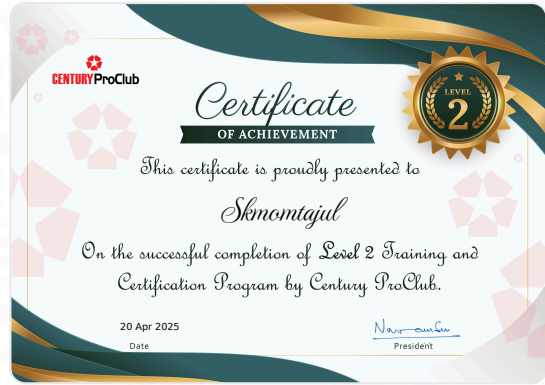 CENTURY ProClub
Certificate
OF ACHIEVEMENT
LEVEL
2
This certificate is proudly presented to
Skmomtajul
On the successful completion of Level 2 Training and
Certification Program by Century ProClub.
20 Apr 2025
Date
President